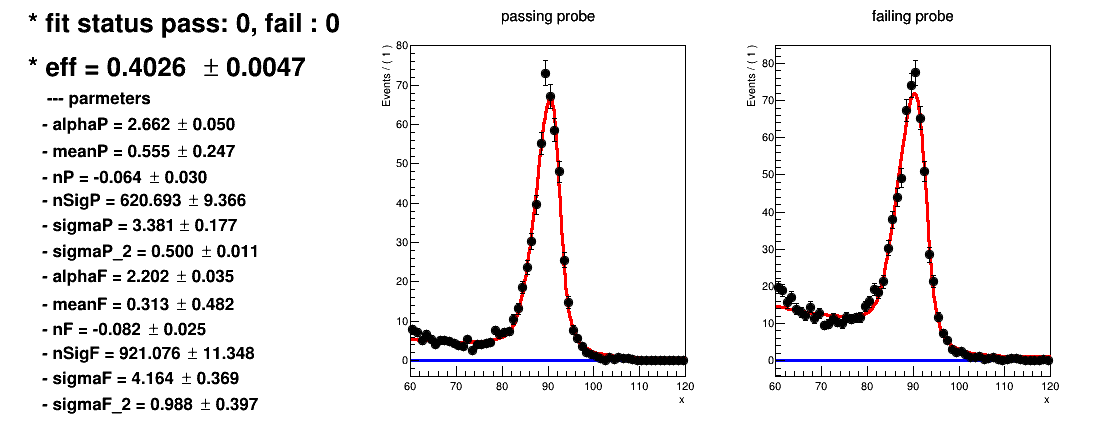 * fit status pass: 0, fail : 0
* eff = 0.4026 ± 0.0047
--- parmeters
- alphaP = 2.662 ± 0.050
- meanP = 0.555 ± 0.247
- nP = -0.064 ± 0.030
- nSigP = 620.693 ± 9.366
- sigmaP = 3.381 ± 0.177
- sigmaP_2 = 0.500 ± 0.011
- alphaF = 2.202 ± 0.035
- meanF = 0.313 ± 0.482
- nF = -0.082 ± 0.025
- nSigF = 921.076 ± 11.348
- sigmaF = 4.164 ± 0.369
- sigmaF_2 = 0.988 ± 0.397
passing probe
Events / ( 1 )
80
70
60
50
40
30
20
10
0
60 70 80 90 100 110 120
x
failing probe
Events / ( 1 )
80
70
60
50
40
30
20
10
0
60 70 80 90 100 110 120
x